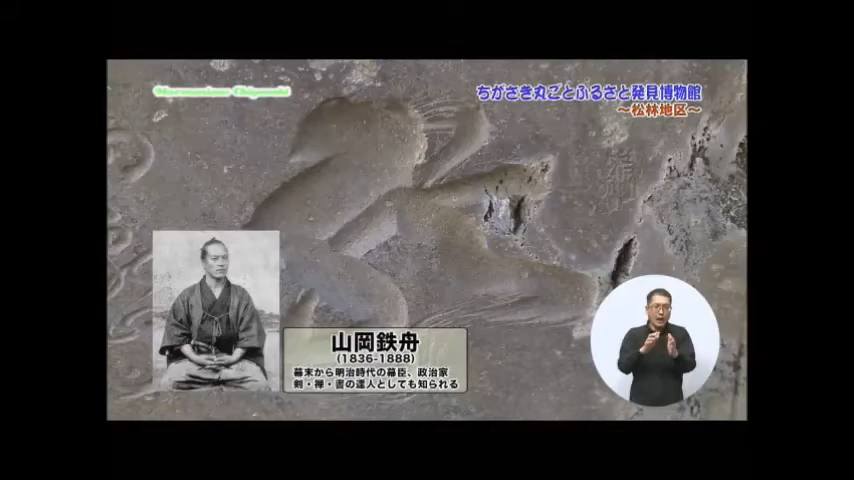 Harmonious Chigasaki
ちがさき丸ごとふるさと発見博物館
～松林地区～
山岡鉄舟
(1836-1888)
幕末から明治時代の幕臣、政治家
剣・禅・書の達人としても知られる